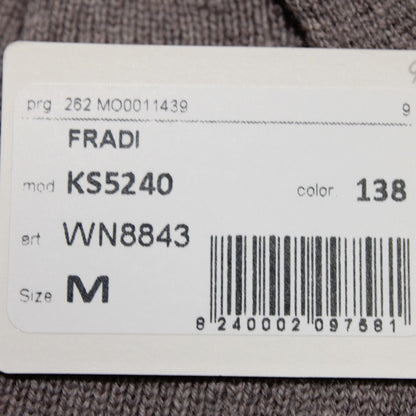 prg 262 MO0011439 9
FRADI
mod KS5240 color 138
art WN8843
Size M
8 240002 097581